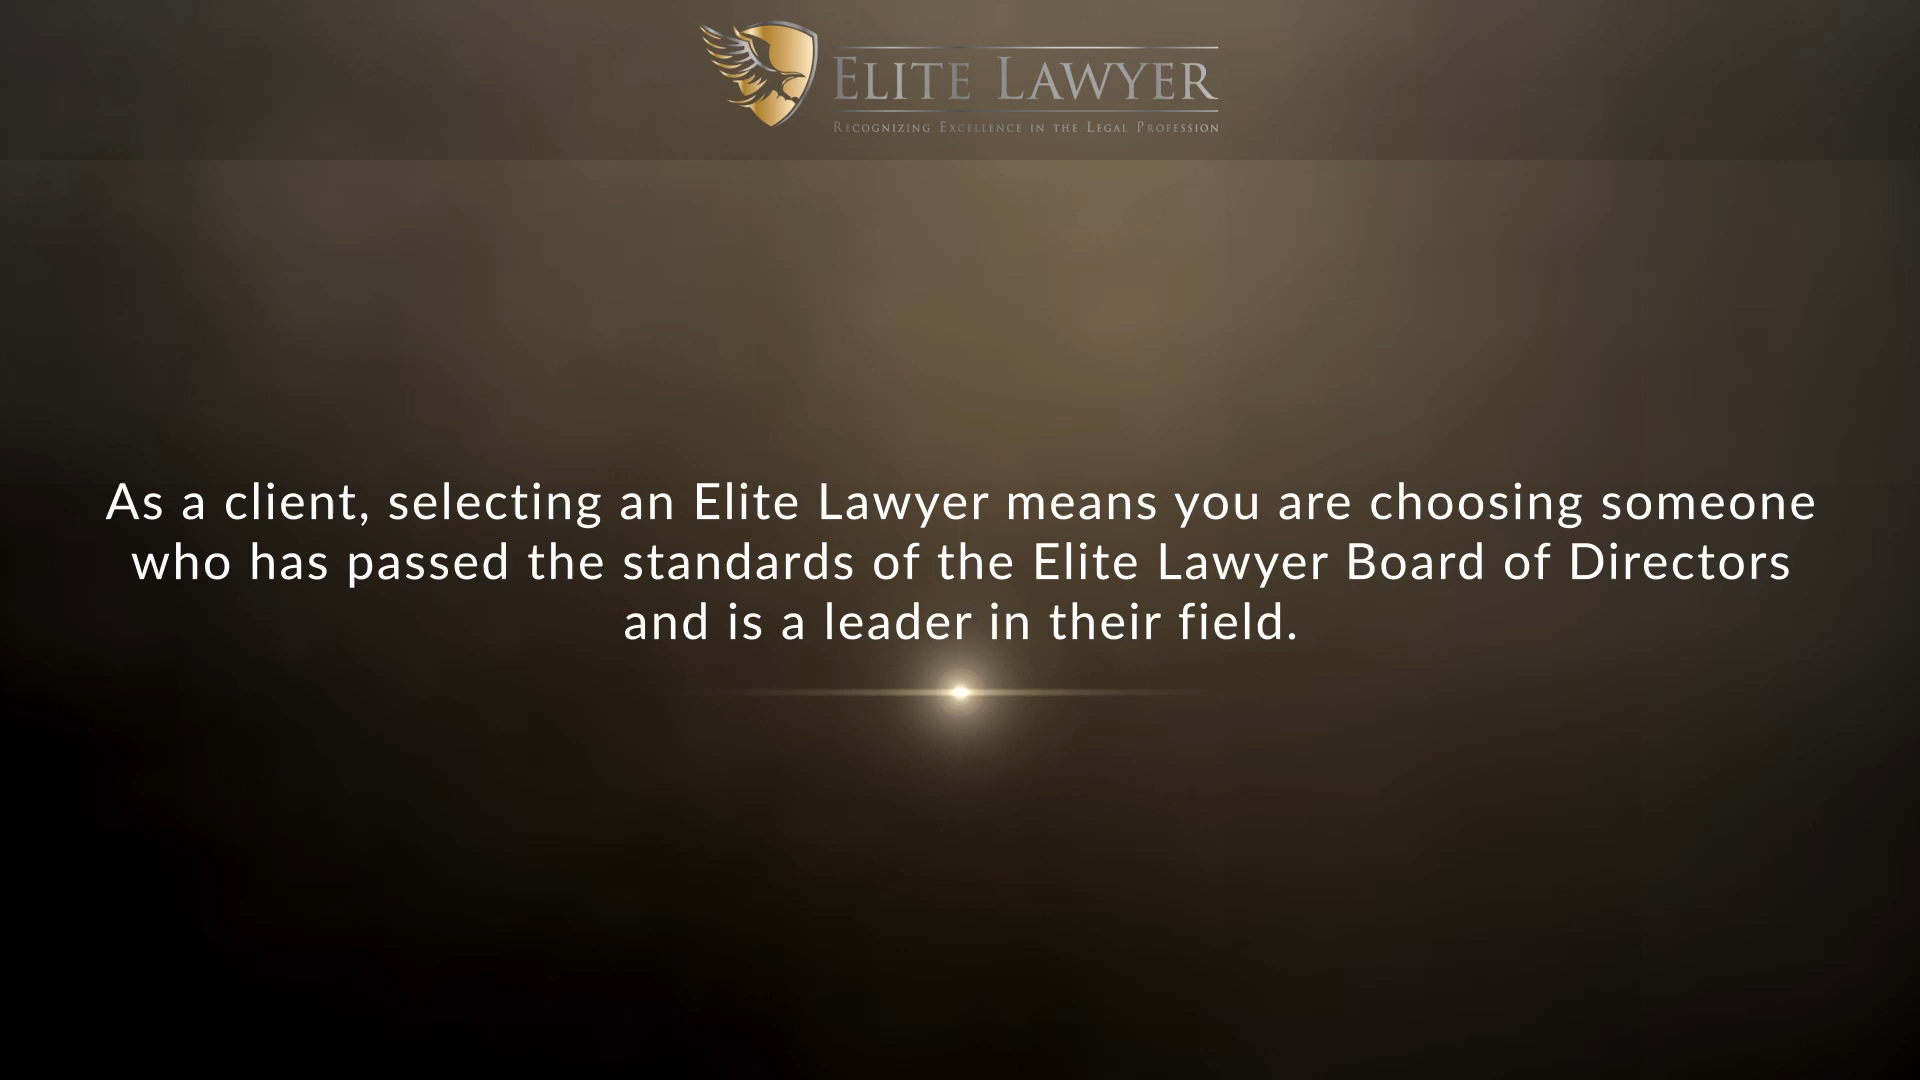 ELITE LAWYER
RECOGNIZING EXCELLENCE IN THE LEGAL PROFESSION
As a client, selecting an Elite Lawyer means you are choosing someone
who has passed the standards of the Elite Lawyer Board of Directors
and is a leader in their field.